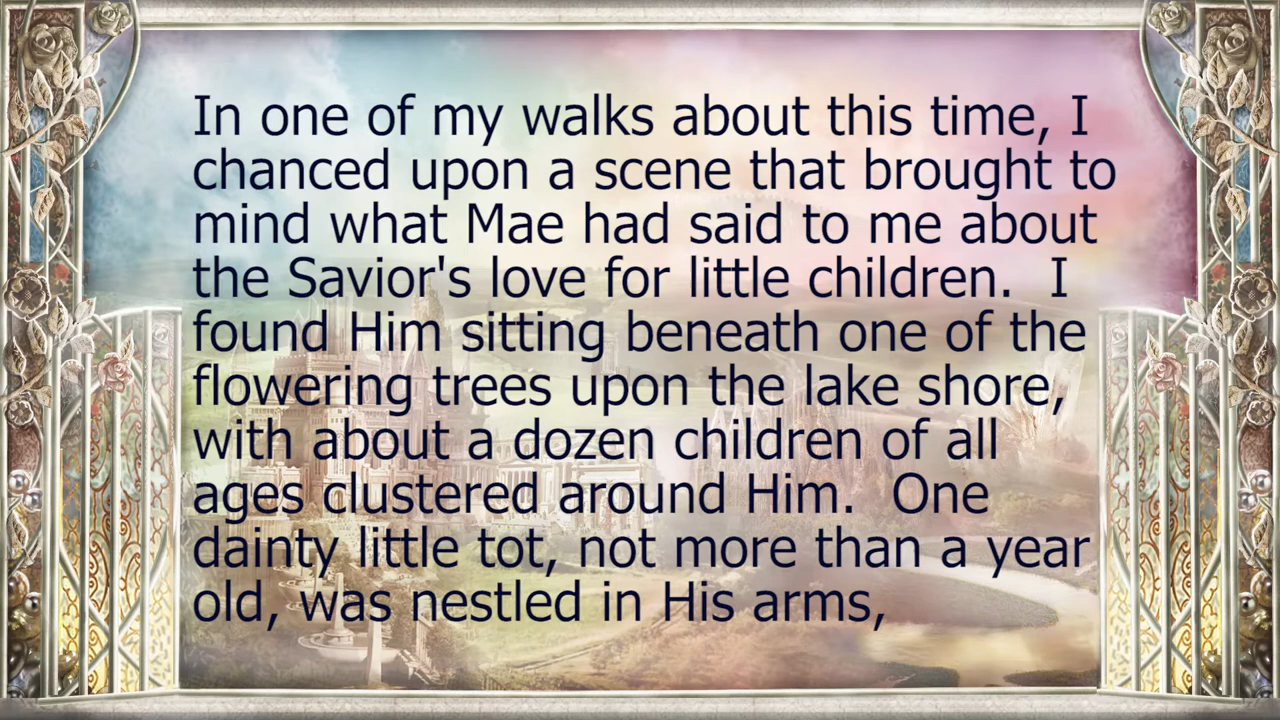 In one of my walks about this time, I
chanced upon a scene that brought to
mind what Mae had said to me about
the Savior's love for little children.  I
found Him sitting beneath one of the
flowering trees upon the lake shore,
with about a dozen children of all
ages clustered around Him.  One
dainty little tot, not more than a year
old, was nestled in His arms,